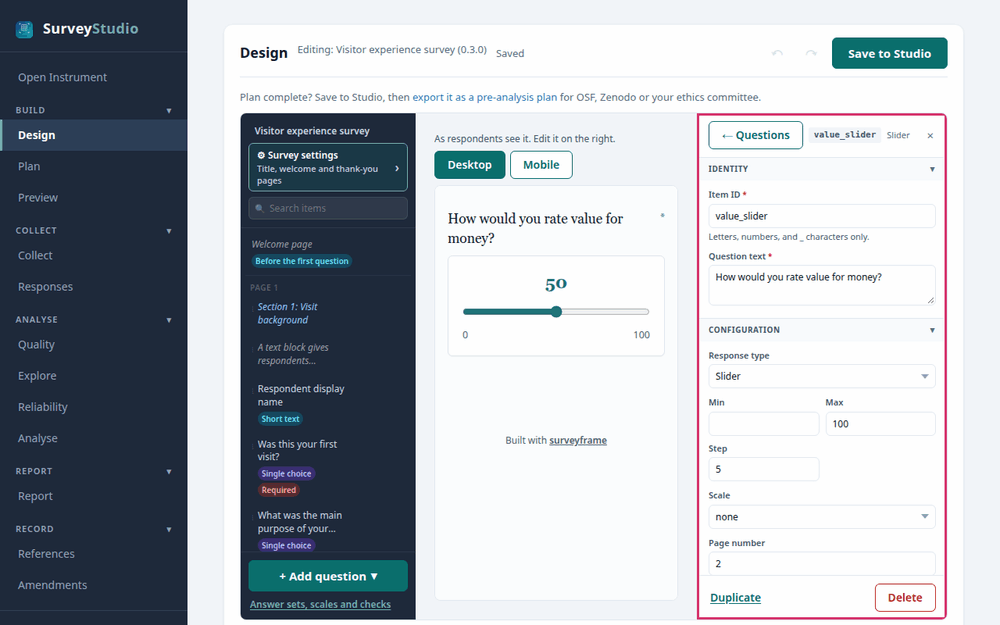 SurveyStudio
Open Instrument
BUILD ▼
Design
Plan
Preview
COLLECT ▼
Collect
Responses
ANALYSE ▼
Quality
Explore
Reliability
Analyse
REPORT ▼
Report
RECORD ▼
References
Amendments
Design Editing: Visitor experience survey (0.3.0) Saved
Save to Studio
Plan complete? Save to Studio, then export it as a pre-analysis plan for OSF, Zenodo or your ethics committee.
Visitor experience survey
⚙ Survey settings
Title, welcome and thank-you
pages
›
🔍 Search items
Welcome page
Before the first question
PAGE 1
Section 1: Visit
background
A text block gives
respondents…
Respondent display
name
Short text
Was this your first
visit?
Single choice
Required
What was the main
purpose of your…
Single choice
+ Add question ▼
Answer sets, scales and checks
As respondents see it. Edit it on the right.
Desktop Mobile
How would you rate value for
money?
50
0 100
Built with surveyframe
← Questions value_slider Slider ×
IDENTITY ▼
Item ID *
value_slider
Letters, numbers, and _ characters only.
Question text *
How would you rate value for money?
CONFIGURATION ▼
Response type
Slider
Min Max
100
Step
5
Scale
none
Page number
2
Duplicate Delete